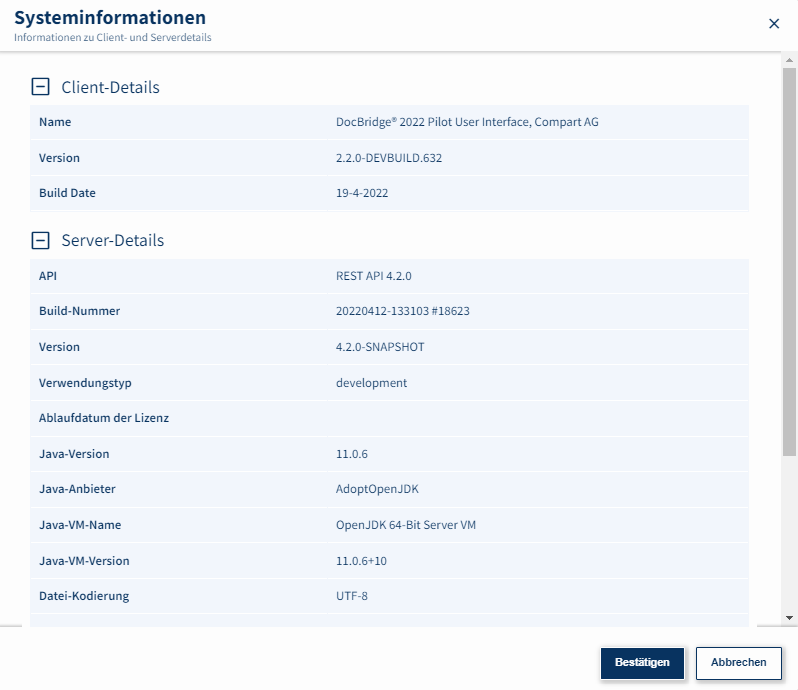 Systeminformationen
Informationen zu Client- und Serverdetails
Client-Details
Name DocBridge® 2022 Pilot User Interface, Compart AG
Version 2.2.0-DEVBUILD.632
Build Date 19-4-2022
Server-Details
API REST API 4.2.0
Build-Nummer 20220412-133103 #18623
Version 4.2.0-SNAPSHOT
Verwendungstyp development
Ablaufdatum der Lizenz
Java-Version 11.0.6
Java-Anbieter AdoptOpenJDK
Java-VM-Name OpenJDK 64-Bit Server VM
Java-VM-Version 11.0.6+10
Datei-Kodierung UTF-8
Bestätigen Abbrechen